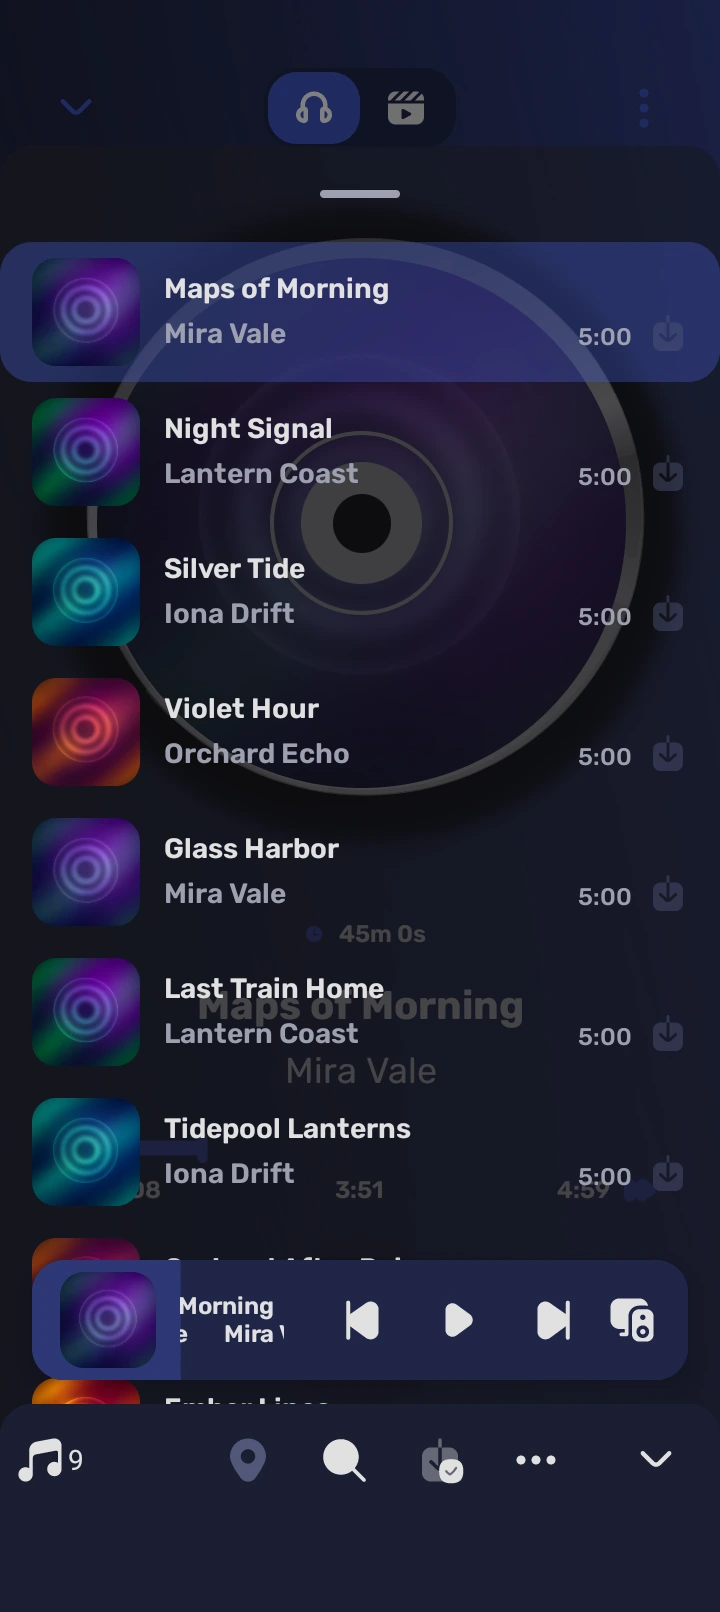 Maps of Morning
Mira Vale
5:00
Night Signal
Lantern Coast
5:00
Silver Tide
Iona Drift
5:00
Violet Hour
Orchard Echo
5:00
Glass Harbor
Mira Vale
5:00
45m 0s
Last Train Home
Maps of Morning
Lantern Coast
5:00
Mira Vale
Tidepool Lanterns
Iona Drift
5:00
3:51
4:59
Morning
Mira
9